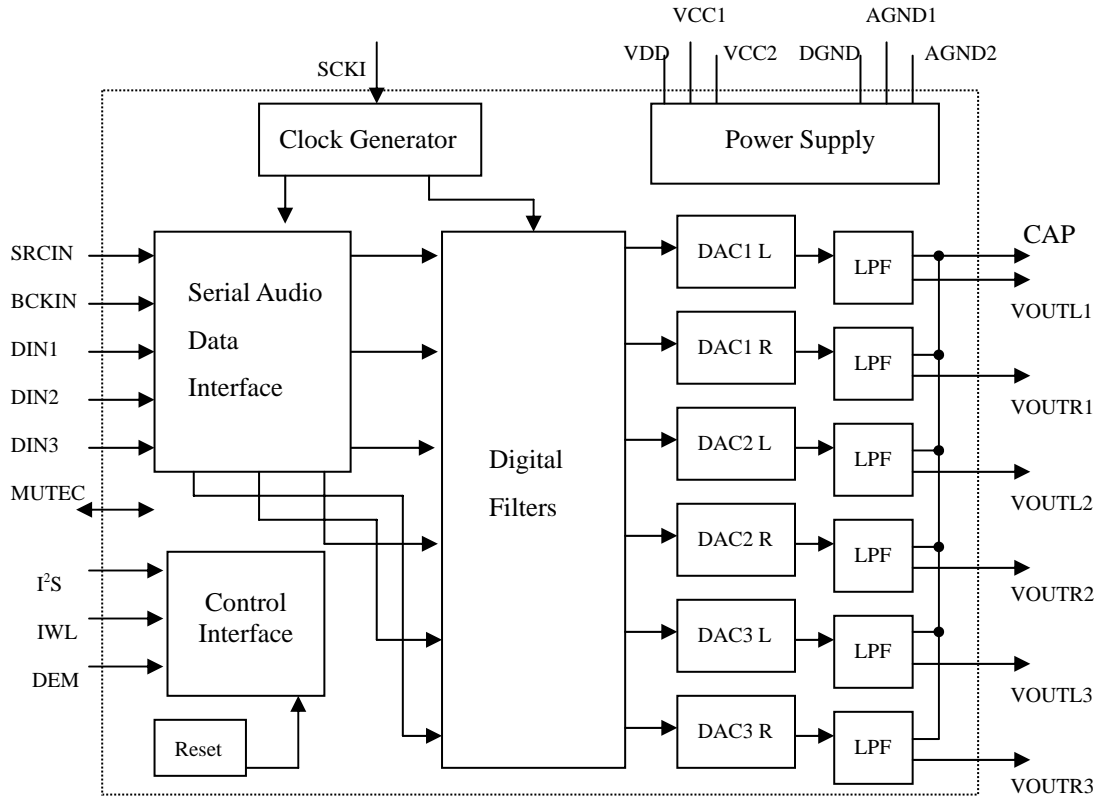 VCC1
AGND1
VDD
VCC2
DGND
AGND2
SCKI
Clock Generator
Power Supply
SRCIN
BCKIN
DIN1
DIN2
DIN3
MUTEC
I²S
IWL
DEM
Serial Audio
Data
Interface
Control
Interface
Reset
Digital
Filters
DAC1 L
DAC1 R
DAC2 L
DAC2 R
DAC3 L
DAC3 R
LPF
LPF
LPF
LPF
LPF
LPF
CAP
VOUTL1
VOUTR1
VOUTL2
VOUTR2
VOUTL3
VOUTR3